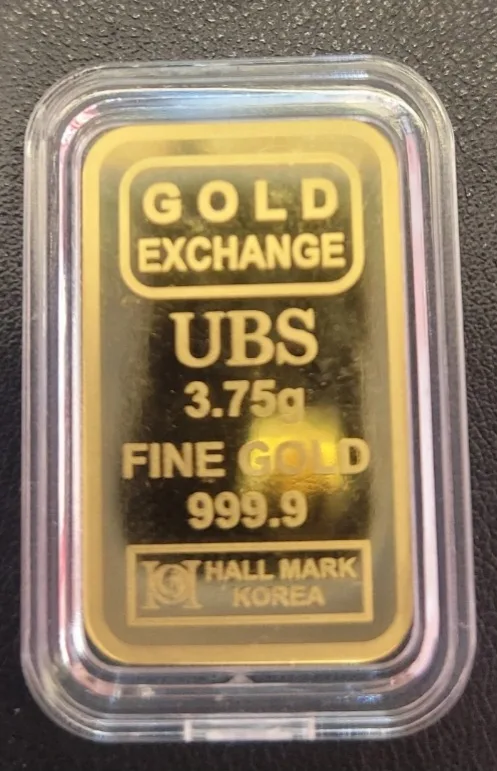 GOLD
EXCHANGE
UBS
3.75g
FINE GOLD
999.9
HALL MARK
KOREA